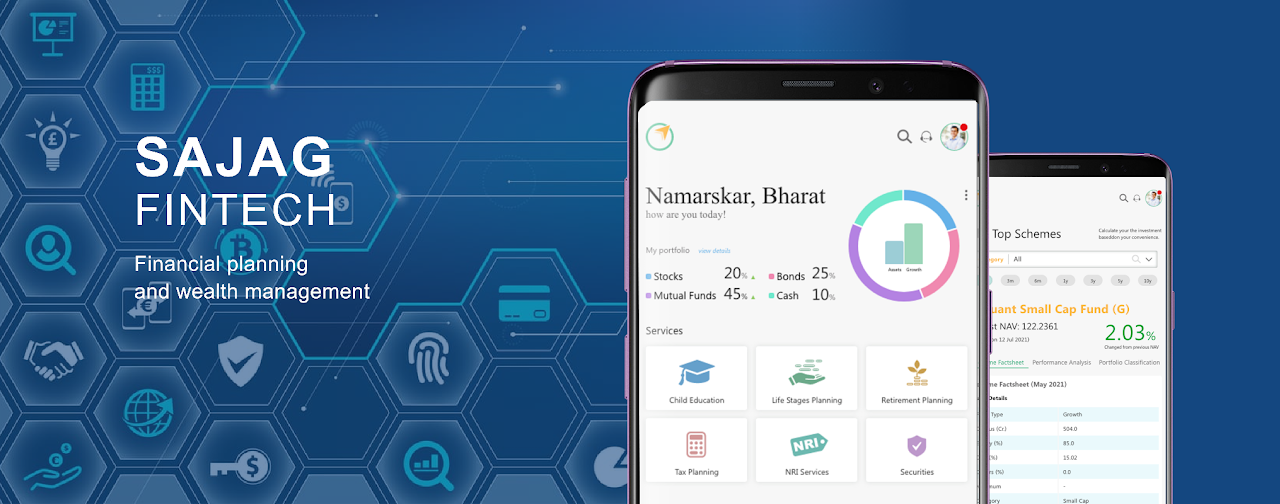 SAJAG
FINTECH
Financial planning
and wealth management
Namarskar, Bharat
how are you today!
My portfolio view details
Stocks 20% Bonds 25%
Mutual Funds 45% Cash 10%
Assets Growth
Services
Child Education
Life Stages Planning
Retirement Planning
Tax Planning
NRI
NRI Services
Securities
Top Schemes
Calculate your the investment
basedon your convenience.
All
3y
5y
10y
Small Cap Fund (G)
NAV: 122.2361
12 Jul 2021)
2.03%
Changed from previous NAV
Factsheet Performance Analysis Portfolio Classification
Factsheet (May 2021)
Details
Type Growth
(Cr.) 504.0
(%) 85.0
(%) 15.02
(%) 0.0
-
Small Cap
$$$